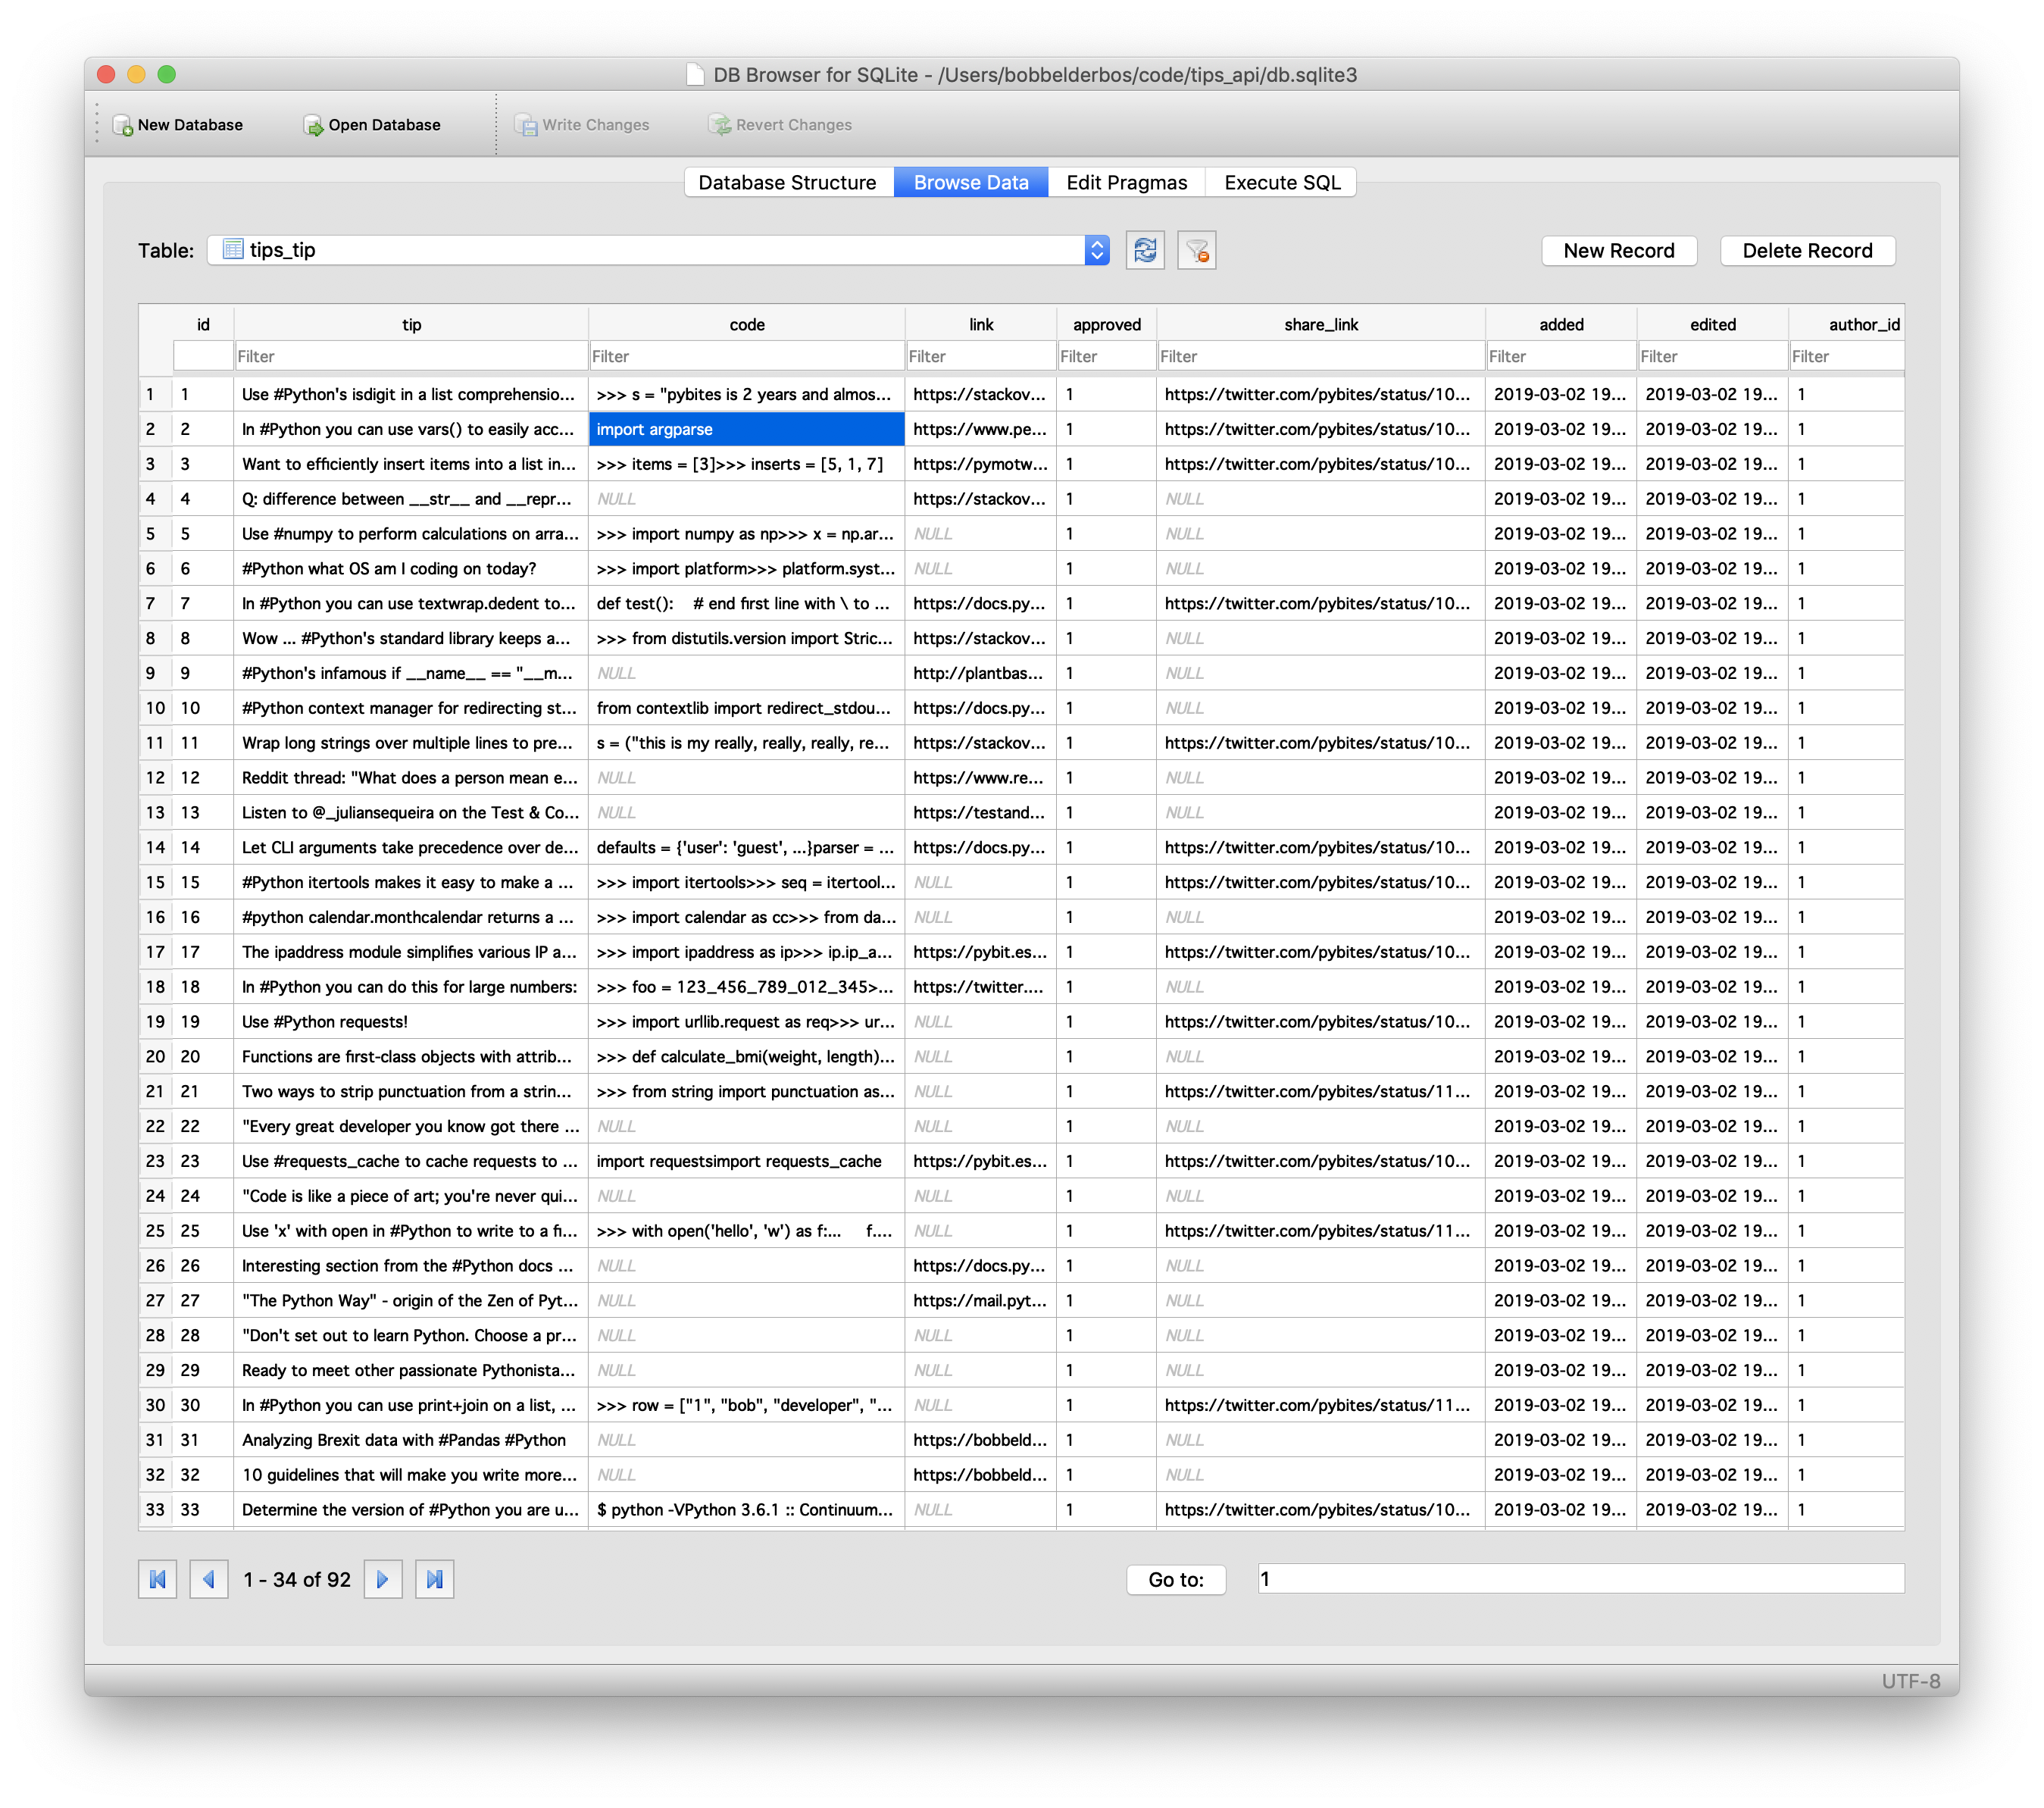 DB Browser for SQLite - /Users/bobbelderbos/code/tips_api/db.sqlite3
New Database Open Database Write Changes Revert Changes
Database Structure Browse Data Edit Pragmas Execute SQL
Table: tips_tip New Record Delete Record
id tip code link approved share_link added edited author_id
Filter Filter Filter Filter Filter Filter Filter Filter
1 1 Use #Python's isdigit in a list comprehensio... >>> s = "pybites is 2 years and almos... https://stackov... 1 https://twitter.com/pybites/status/10... 2019-03-02 19... 2019-03-02 19... 1
2 2 In #Python you can use vars() to easily acc... import argparse https://www.pe... 1 https://twitter.com/pybites/status/10... 2019-03-02 19... 2019-03-02 19... 1
3 3 Want to efficiently insert items into a list in... >>> items = [3]>>> inserts = [5, 1, 7] https://pymotw... 1 https://twitter.com/pybites/status/10... 2019-03-02 19... 2019-03-02 19... 1
4 4 Q: difference between __str__ and __repr... NULL https://stackov... 1 NULL 2019-03-02 19... 2019-03-02 19... 1
5 5 Use #numpy to perform calculations on arra... >>> import numpy as np>>> x = np.ar... NULL 1 NULL 2019-03-02 19... 2019-03-02 19... 1
6 6 #Python what OS am I coding on today? >>> import platform>>> platform.syst... NULL 1 NULL 2019-03-02 19... 2019-03-02 19... 1
7 7 In #Python you can use textwrap.dedent to... def test():    # end first line with \ to ... https://docs.py... 1 https://twitter.com/pybites/status/10... 2019-03-02 19... 2019-03-02 19... 1
8 8 Wow ... #Python's standard library keeps a... >>> from distutils.version import Stric... https://stackov... 1 NULL 2019-03-02 19... 2019-03-02 19... 1
9 9 #Python's infamous if __name__ == "__m... NULL http://plantbas... 1 NULL 2019-03-02 19... 2019-03-02 19... 1
10 10 #Python context manager for redirecting st... from contextlib import redirect_stdou... https://docs.py... 1 NULL 2019-03-02 19... 2019-03-02 19... 1
11 11 Wrap long strings over multiple lines to pre... s = ("this is my really, really, really, re... https://stackov... 1 https://twitter.com/pybites/status/10... 2019-03-02 19... 2019-03-02 19... 1
12 12 Reddit thread: "What does a person mean e... NULL https://www.re... 1 NULL 2019-03-02 19... 2019-03-02 19... 1
13 13 Listen to @_juliansequeira on the Test & Co... NULL https://testand... 1 NULL 2019-03-02 19... 2019-03-02 19... 1
14 14 Let CLI arguments take precedence over de... defaults = {'user': 'guest', ...}parser = ... https://docs.py... 1 https://twitter.com/pybites/status/10... 2019-03-02 19... 2019-03-02 19... 1
15 15 #Python itertools makes it easy to make a ... >>> import itertools>>> seq = itertool... NULL 1 https://twitter.com/pybites/status/10... 2019-03-02 19... 2019-03-02 19... 1
16 16 #python calendar.monthcalendar returns a ... >>> import calendar as cc>>> from da... NULL 1 NULL 2019-03-02 19... 2019-03-02 19... 1
17 17 The ipaddress module simplifies various IP a... >>> import ipaddress as ip>>> ip.ip_a... https://pybit.es... 1 https://twitter.com/pybites/status/10... 2019-03-02 19... 2019-03-02 19... 1
18 18 In #Python you can do this for large numbers: >>> foo = 123_456_789_012_345>... https://twitter.... 1 NULL 2019-03-02 19... 2019-03-02 19... 1
19 19 Use #Python requests! >>> import urllib.request as req>>> ur... NULL 1 https://twitter.com/pybites/status/10... 2019-03-02 19... 2019-03-02 19... 1
20 20 Functions are first-class objects with attrib... >>> def calculate_bmi(weight, length)... NULL 1 NULL 2019-03-02 19... 2019-03-02 19... 1
21 21 Two ways to strip punctuation from a strin... >>> from string import punctuation as... NULL 1 https://twitter.com/pybites/status/11... 2019-03-02 19... 2019-03-02 19... 1
22 22 "Every great developer you know got there ... NULL NULL 1 NULL 2019-03-02 19... 2019-03-02 19... 1
23 23 Use #requests_cache to cache requests to ... import requestsimport requests_cache https://pybit.es... 1 https://twitter.com/pybites/status/10... 2019-03-02 19... 2019-03-02 19... 1
24 24 "Code is like a piece of art; you're never qui... NULL NULL 1 NULL 2019-03-02 19... 2019-03-02 19... 1
25 25 Use 'x' with open in #Python to write to a fi... >>> with open('hello', 'w') as f:...     f.... NULL 1 https://twitter.com/pybites/status/11... 2019-03-02 19... 2019-03-02 19... 1
26 26 Interesting section from the #Python docs ... NULL https://docs.py... 1 NULL 2019-03-02 19... 2019-03-02 19... 1
27 27 "The Python Way" - origin of the Zen of Pyt... NULL https://mail.pyt... 1 NULL 2019-03-02 19... 2019-03-02 19... 1
28 28 "Don't set out to learn Python. Choose a pr... NULL NULL 1 NULL 2019-03-02 19... 2019-03-02 19... 1
29 29 Ready to meet other passionate Pythonista... NULL NULL 1 NULL 2019-03-02 19... 2019-03-02 19... 1
30 30 In #Python you can use print+join on a list, ... >>> row = ["1", "bob", "developer", "... NULL 1 https://twitter.com/pybites/status/11... 2019-03-02 19... 2019-03-02 19... 1
31 31 Analyzing Brexit data with #Pandas #Python NULL https://bobbeld... 1 NULL 2019-03-02 19... 2019-03-02 19... 1
32 32 10 guidelines that will make you write more... NULL https://bobbeld... 1 NULL 2019-03-02 19... 2019-03-02 19... 1
33 33 Determine the version of #Python you are u... $ python -VPython 3.6.1 :: Continuum... NULL 1 https://twitter.com/pybites/status/10... 2019-03-02 19... 2019-03-02 19... 1
1 - 34 of 92 Go to: 1
UTF-8